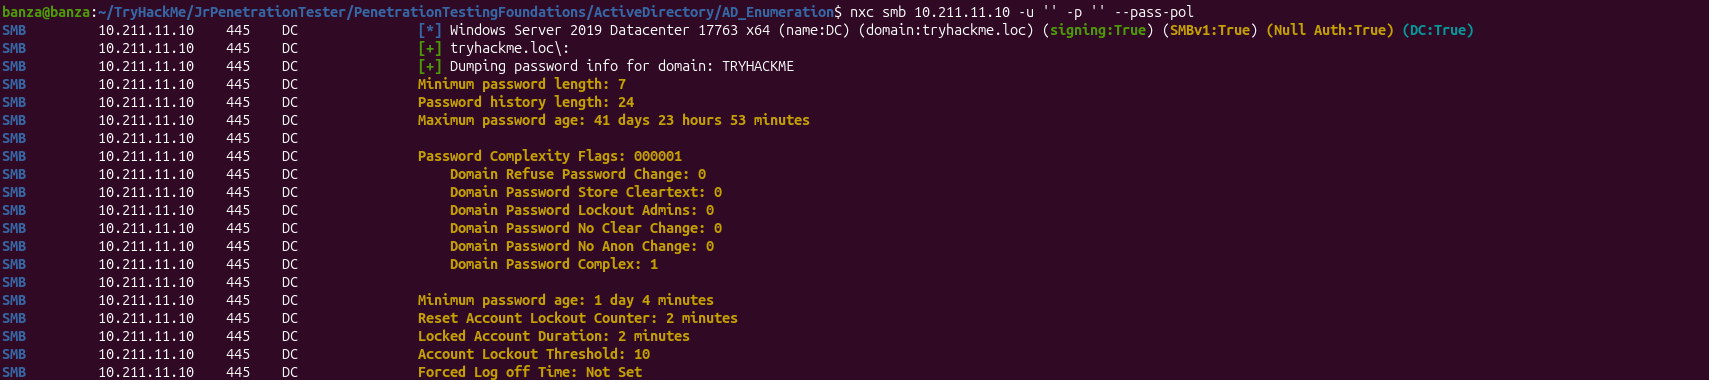 banza@banza:~/TryHackMe/JrPenetrationTester/PenetrationTestingFoundations/ActiveDirectory/AD_Enumeration$ nxc smb 10.211.11.10 -u '' -p '' --pass-pol
SMB 10.211.11.10 445 DC [*] Windows Server 2019 Datacenter 17763 x64 (name:DC) (domain:tryhackme.loc) (signing:True) (SMBv1:True) (Null Auth:True) (DC:True)
SMB 10.211.11.10 445 DC [+] tryhackme.loc\:
SMB 10.211.11.10 445 DC [+] Dumping password info for domain: TRYHACKME
SMB 10.211.11.10 445 DC Minimum password length: 7
SMB 10.211.11.10 445 DC Password history length: 24
SMB 10.211.11.10 445 DC Maximum password age: 41 days 23 hours 53 minutes
SMB 10.211.11.10 445 DC
SMB 10.211.11.10 445 DC Password Complexity Flags: 000001
SMB 10.211.11.10 445 DC Domain Refuse Password Change: 0
SMB 10.211.11.10 445 DC Domain Password Store Cleartext: 0
SMB 10.211.11.10 445 DC Domain Password Lockout Admins: 0
SMB 10.211.11.10 445 DC Domain Password No Clear Change: 0
SMB 10.211.11.10 445 DC Domain Password No Anon Change: 0
SMB 10.211.11.10 445 DC Domain Password Complex: 1
SMB 10.211.11.10 445 DC
SMB 10.211.11.10 445 DC Minimum password age: 1 day 4 minutes
SMB 10.211.11.10 445 DC Reset Account Lockout Counter: 2 minutes
SMB 10.211.11.10 445 DC Locked Account Duration: 2 minutes
SMB 10.211.11.10 445 DC Account Lockout Threshold: 10
SMB 10.211.11.10 445 DC Forced Log off Time: Not Set